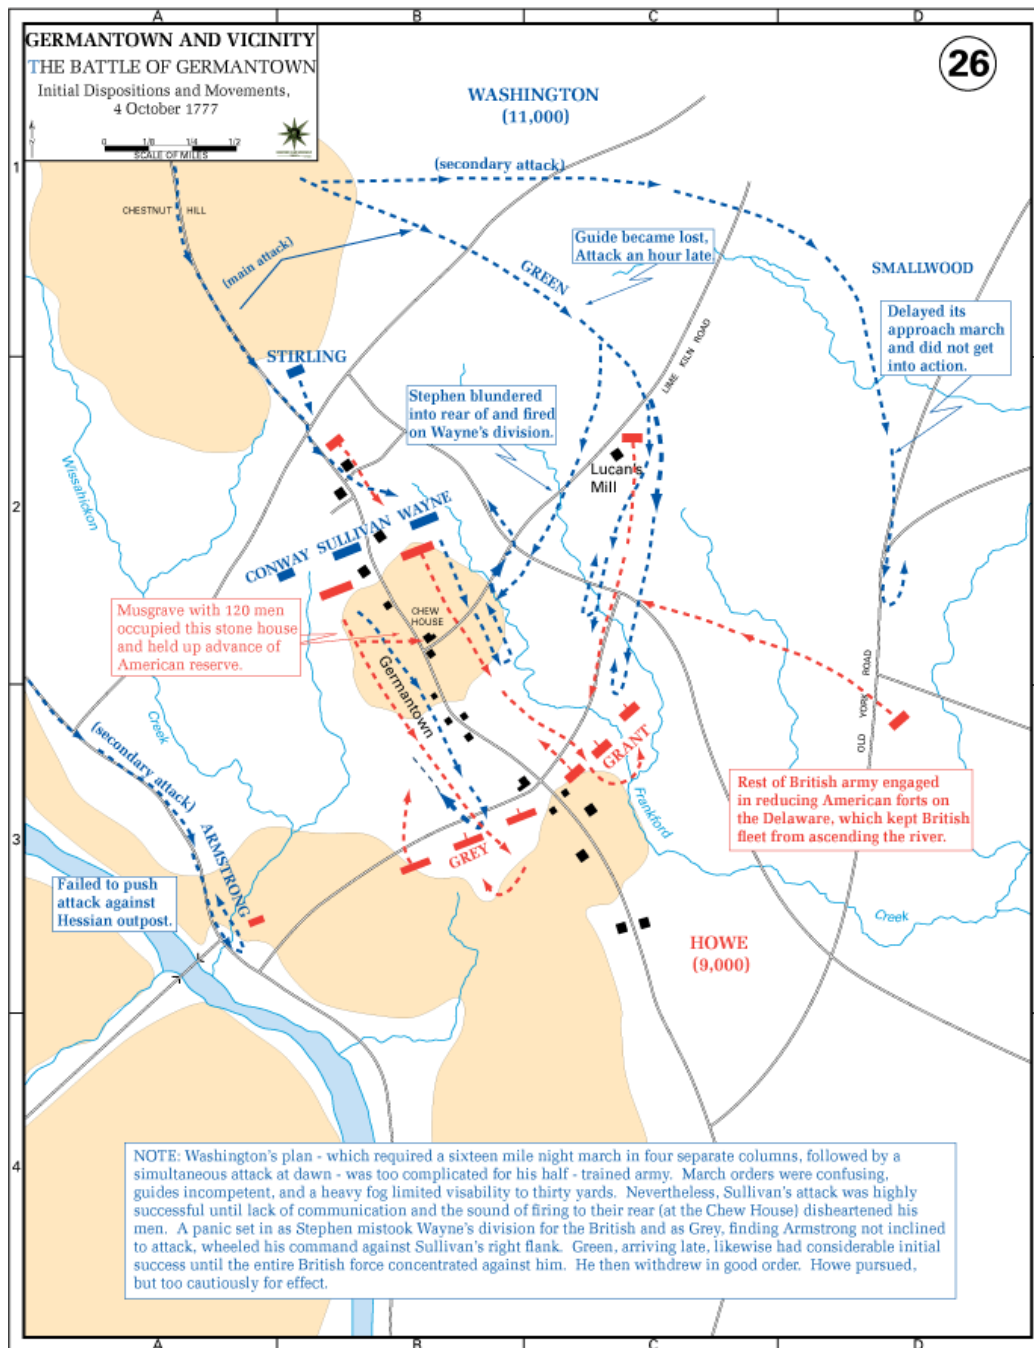 A
B
C
D
GERMANTOWN AND VICINITY
THE BATTLE OF GERMANTOWN
Initial Dispositions and Movements,
4 October 1777
0 1/8 1/4 1/2
SCALE OF MILES
26
WASHINGTON
(11,000)
1
(secondary attack)
CHESTNUT HILL
(main attack)
GREEN
Guide became lost,
Attack an hour late.
SMALLWOOD
Delayed its
approach march
and did not get
into action.
LIME KILN ROAD
STIRLING
Stephen blundered
into rear of and fired
on Wayne's division.
Lucan's
Mill
Wissahickon
2
CONWAY SULLIVAN WAYNE
Musgrave with 120 men
occupied this stone house
and held up advance of
American reserve.
CHEW
HOUSE
Germantown
OLD YORK ROAD
Creek
(secondary attack)
GRANT
Frankford
Rest of British army engaged
in reducing American forts on
the Delaware, which kept British
fleet from ascending the river.
3
ARMSTRONG
GREY
Failed to push
attack against
Hessian outpost.
Creek
HOWE
(9,000)
4
NOTE: Washington's plan - which required a sixteen mile night march in four separate columns, followed by a
simultaneous attack at dawn - was too complicated for his half - trained army. March orders were confusing,
guides incompetent, and a heavy fog limited visability to thirty yards. Nevertheless, Sullivan's attack was highly
successful until lack of communication and the sound of firing to their rear (at the Chew House) disheartened his
men. A panic set in as Stephen mistook Wayne's division for the British and as Grey, finding Armstrong not inclined
to attack, wheeled his command against Sullivan's right flank. Green, arriving late, likewise had considerable initial
success until the entire British force concentrated against him. He then withdrew in good order. Howe pursued,
but too cautiously for effect.
A
B
C
D